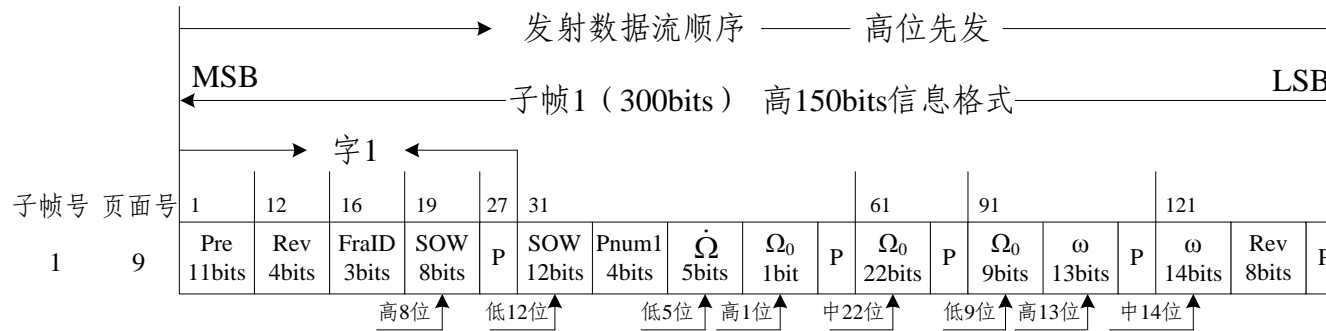 发射数据流顺序 高位先发
MSB LSB
子帧1（300bits） 高150bits信息格式
字1
子帧号 页面号 1 12 16 19 27 31 61 91 121
Pre Rev FraID SOW P SOW Pnum1 Ω̇ Ω₀ P Ω₀ P Ω₀ ω P ω Rev P
1 9 11bits 4bits 3bits 8bits 12bits 4bits 5bits 1bit 22bits 9bits 13bits 14bits 8bits
高8位 低12位 低5位 高1位 中22位 低9位 高13位 中14位